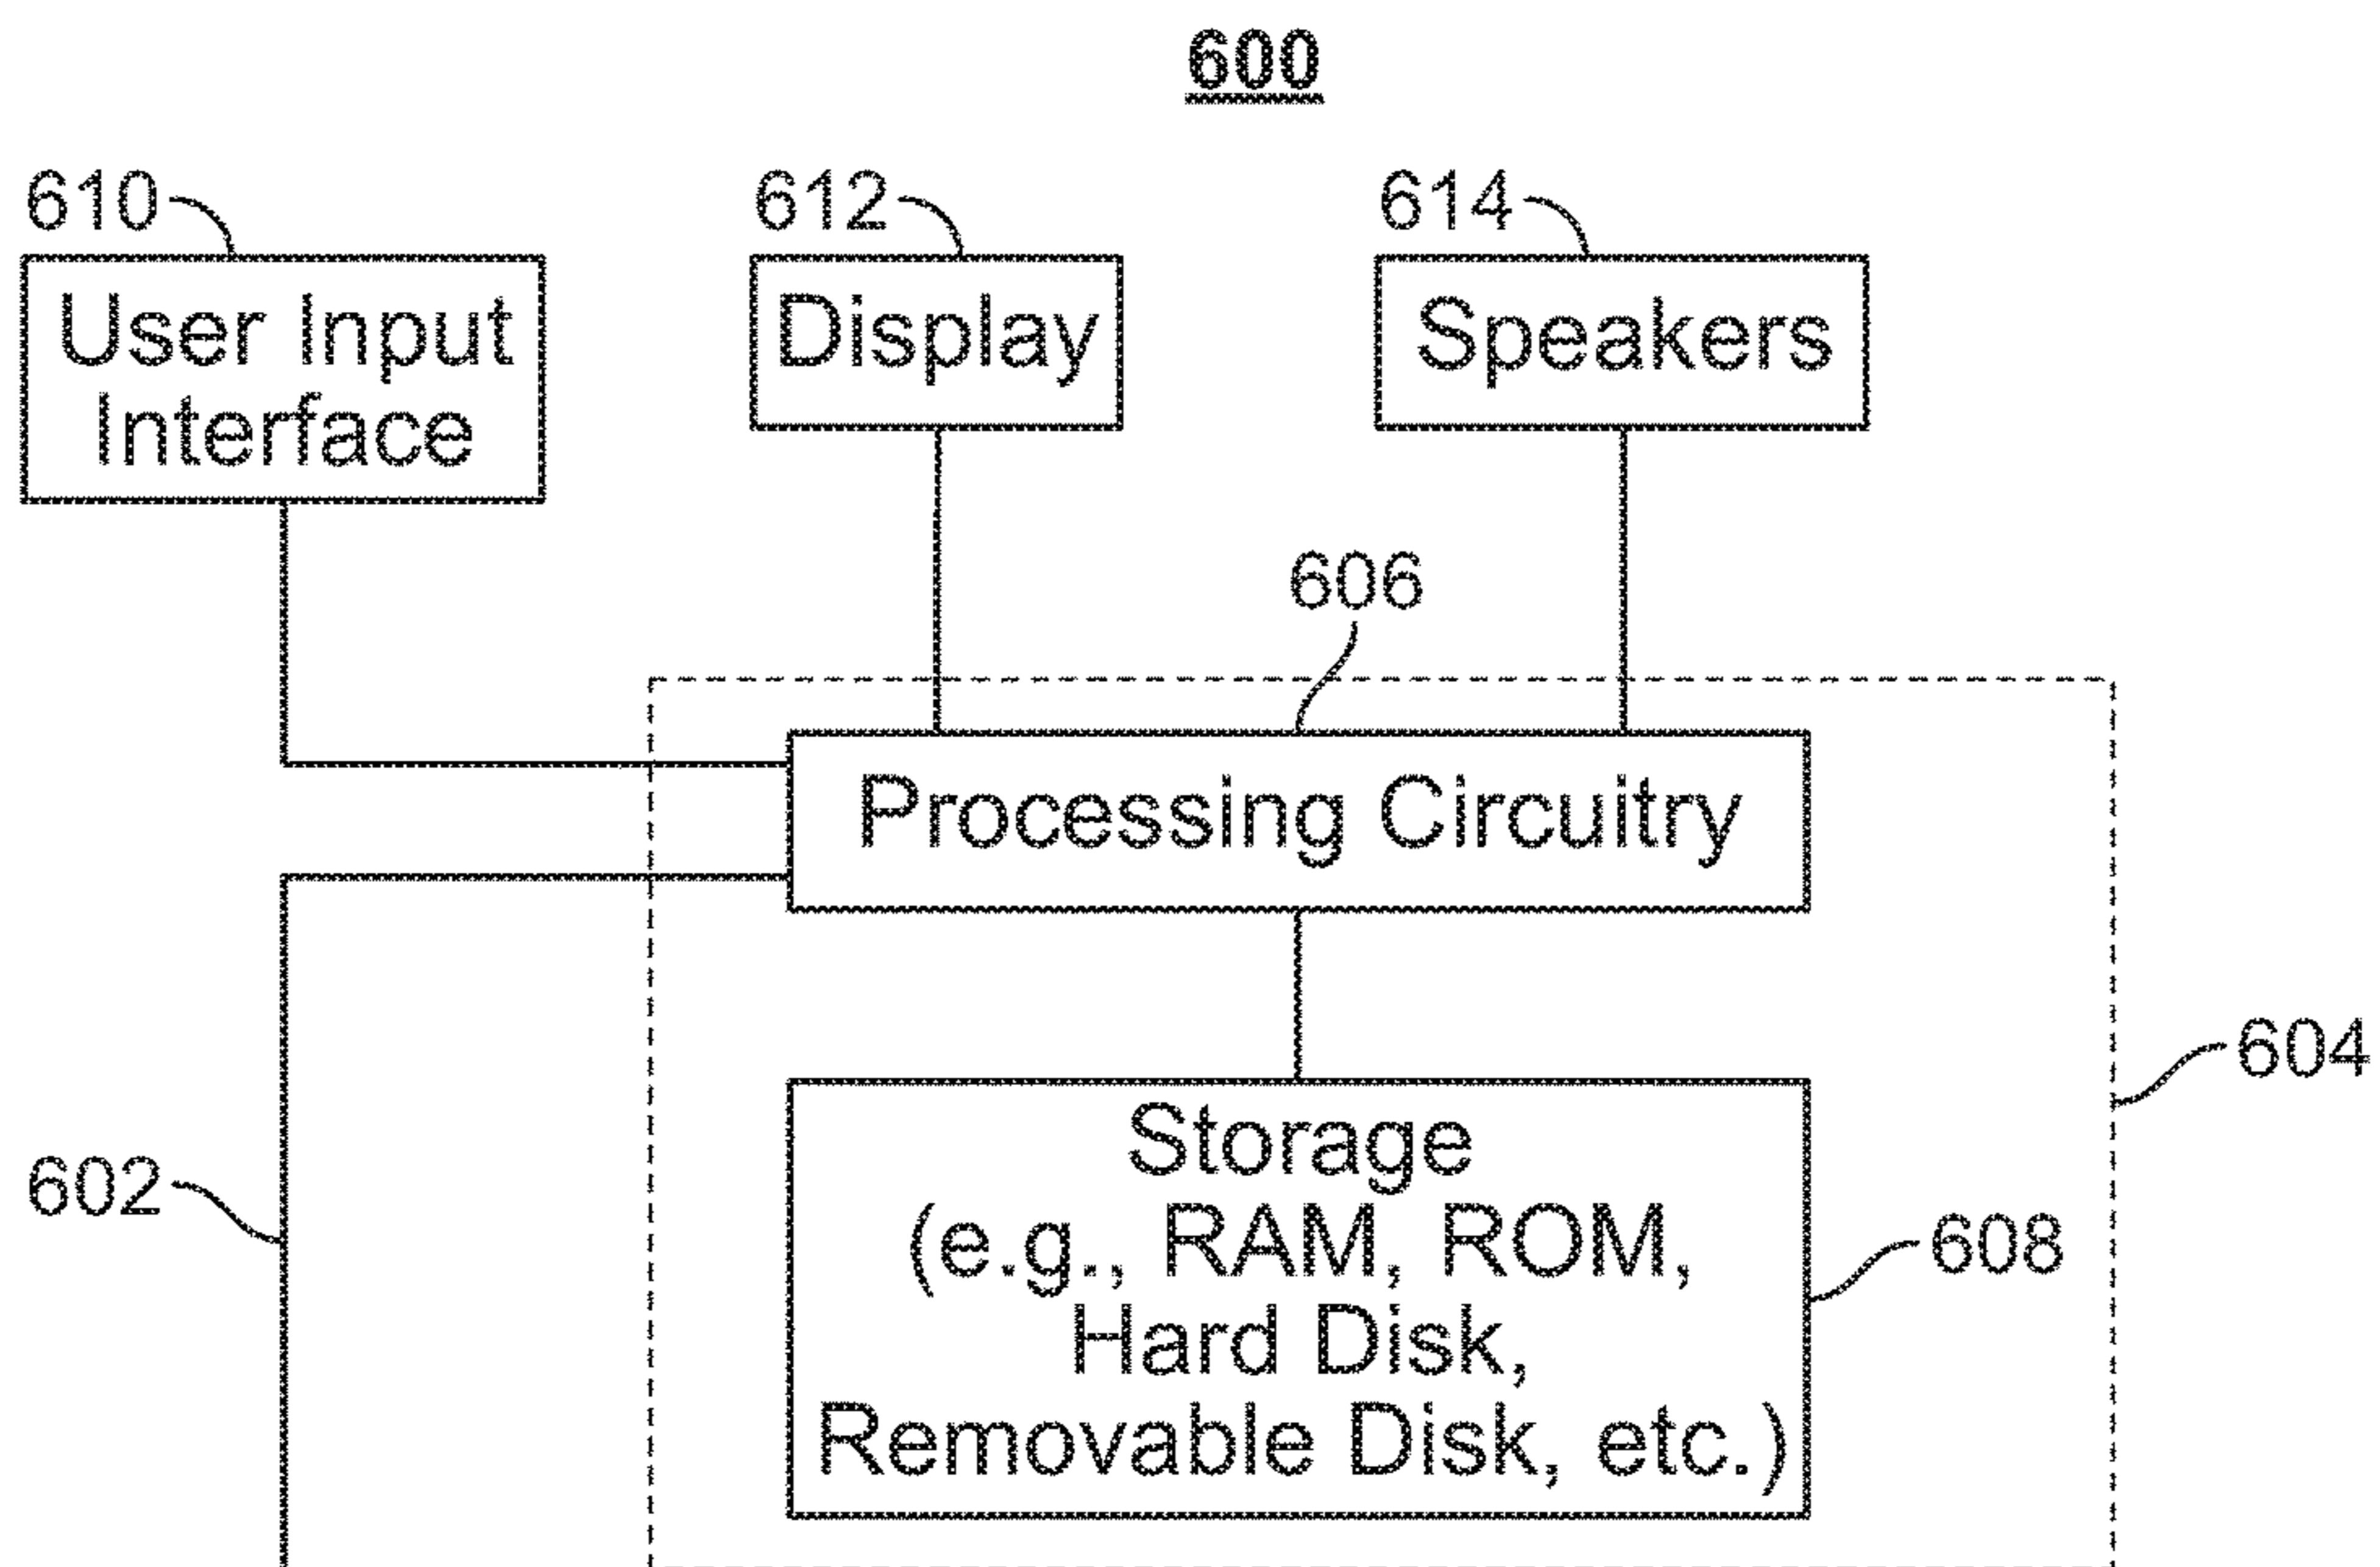 600
610
612
614
User Input
Interface
Display
Speakers
606
Processing Circuitry
604
602
Storage
(e.g., RAM, ROM,
Hard Disk,
Removable Disk, etc.)
608